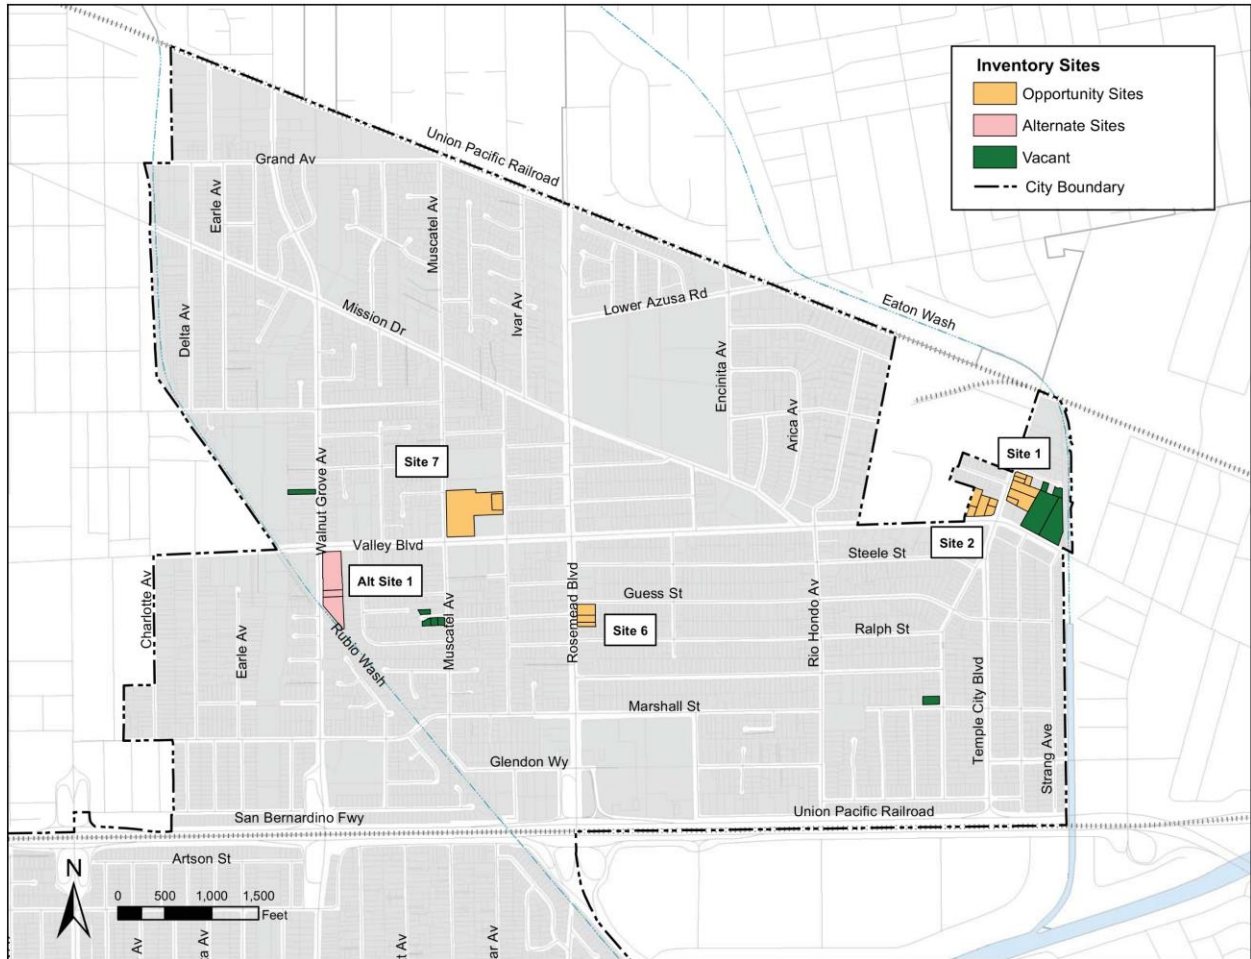 Inventory Sites
Opportunity Sites
Alternate Sites
Vacant
City Boundary
Union Pacific Railroad
Grand Av
Earle Av
Muscatel Av
Delta Av
Mission Dr
Ivar Av
Lower Azusa Rd
Eaton Wash
Encinita Av
Arica Av
Site 1
Site 7
Walnut Grove Av
Valley Blvd
Site 2
Steele St
Charlotte Av
Alt Site 1
Guess St
Rosemead Blvd
Muscatel Av
Site 6
Ralph St
Rio Hondo Av
Earle Av
Rubio Wash
Temple City Blvd
Marshall St
Strang Ave
Glendon Wy
San Bernardino Fwy
Union Pacific Railroad
Artson St
N
0 500 1,000 1,500
Feet
Av
Av
Av